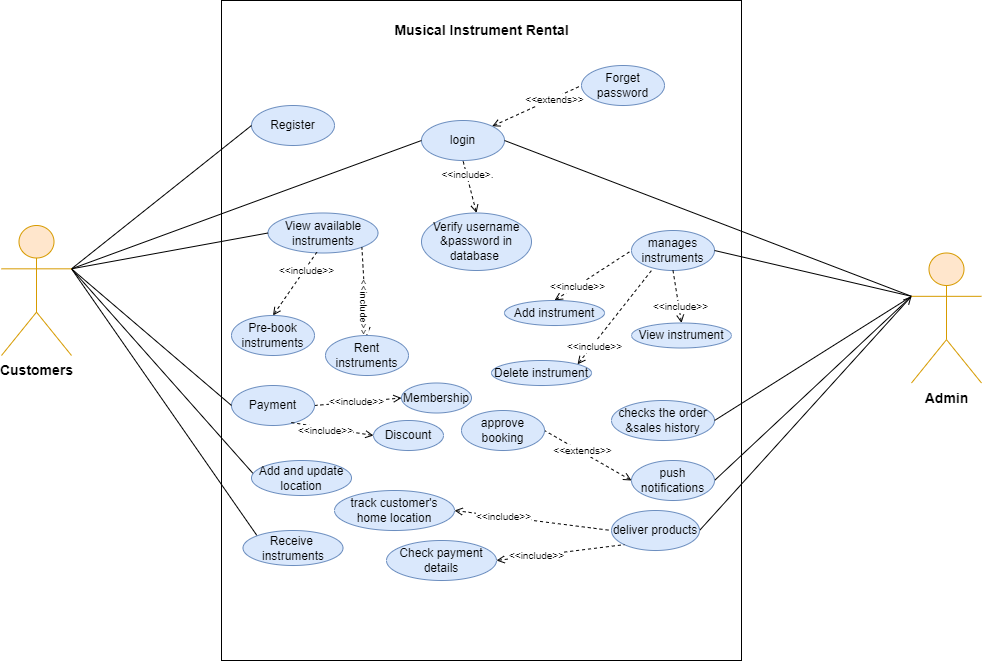 Musical Instrument Rental
Forget
password
<<extends>>
Register
login
<<include>.
View available
instruments
Verify username
&password in
database
manages
instruments
<<include>>
<<include>>
<<include>>
<<include>>
Add instrument
Pre-book
instruments
View instrument
Rent
instruments
<<include>>
Delete instrument
Customers
Admin
Payment
<<include>>
Membership
<<include>>
Discount
approve
booking
checks the order
&sales history
<<extends>>
Add and update
location
push
notifications
track customer's
home location
<<include>>
deliver products
Receive
instruments
Check payment
details
<<include>>